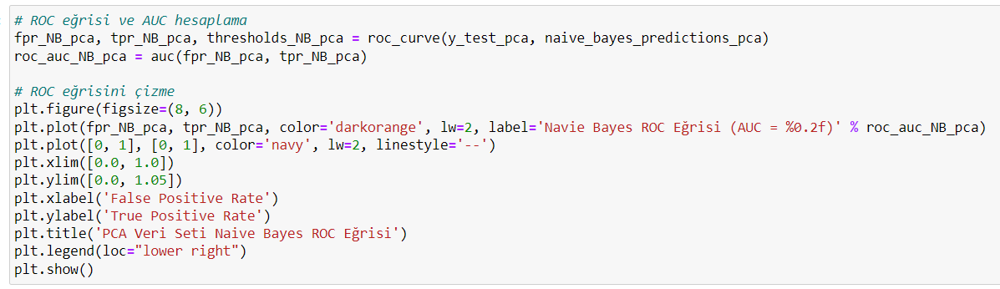 # ROC eğrisi ve AUC hesaplama
fpr_NB_pca, tpr_NB_pca, thresholds_NB_pca = roc_curve(y_test_pca, naive_bayes_predictions_pca)
roc_auc_NB_pca = auc(fpr_NB_pca, tpr_NB_pca)
# ROC eğrisini çizme
plt.figure(figsize=(8, 6))
plt.plot(fpr_NB_pca, tpr_NB_pca, color='darkorange', lw=2, label='Navie Bayes ROC Eğrisi (AUC = %0.2f)' % roc_auc_NB_pca)
plt.plot([0, 1], [0, 1], color='navy', lw=2, linestyle='--')
plt.xlim([0.0, 1.0])
plt.ylim([0.0, 1.05])
plt.xlabel('False Positive Rate')
plt.ylabel('True Positive Rate')
plt.title('PCA Veri Seti Naive Bayes ROC Eğrisi')
plt.legend(loc="lower right")
plt.show()